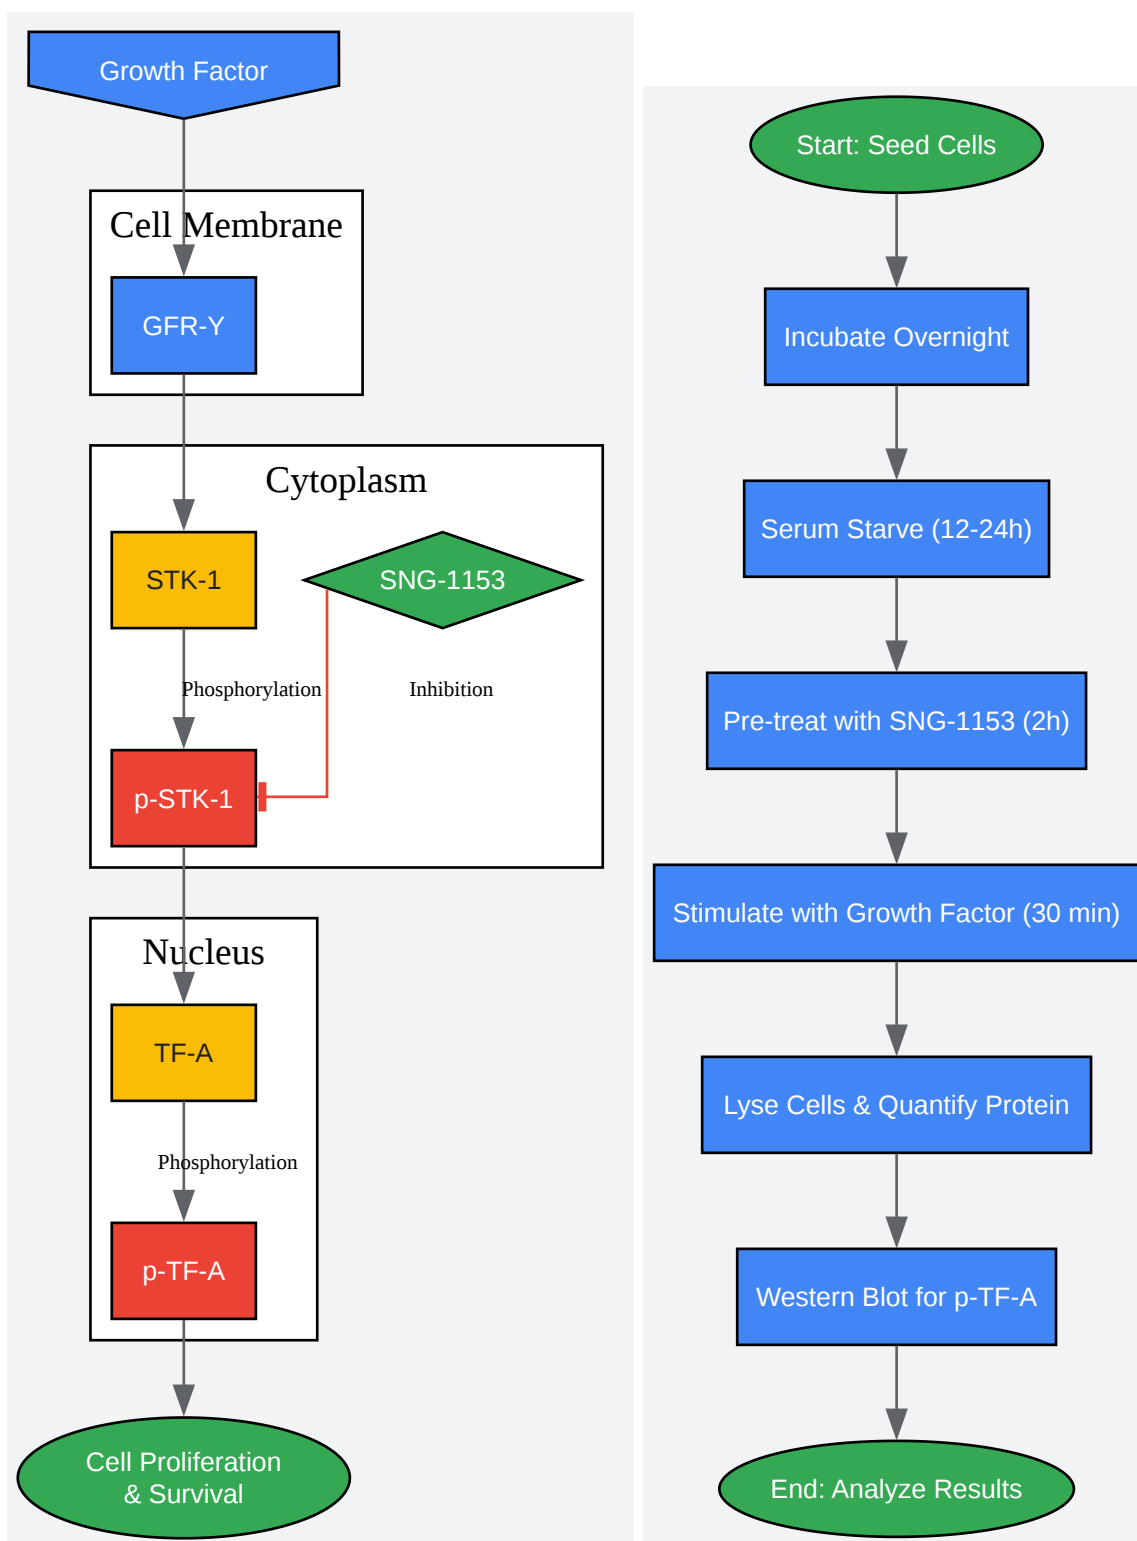 Growth Factor
Cell Membrane
GFR-Y
Cytoplasm
STK-1
SNG-1153
Phosphorylation
Inhibition
p-STK-1
Nucleus
TF-A
Phosphorylation
p-TF-A
Cell Proliferation
& Survival
Start: Seed Cells
Incubate Overnight
Serum Starve (12-24h)
Pre-treat with SNG-1153 (2h)
Stimulate with Growth Factor (30 min)
Lyse Cells & Quantify Protein
Western Blot for p-TF-A
End: Analyze Results